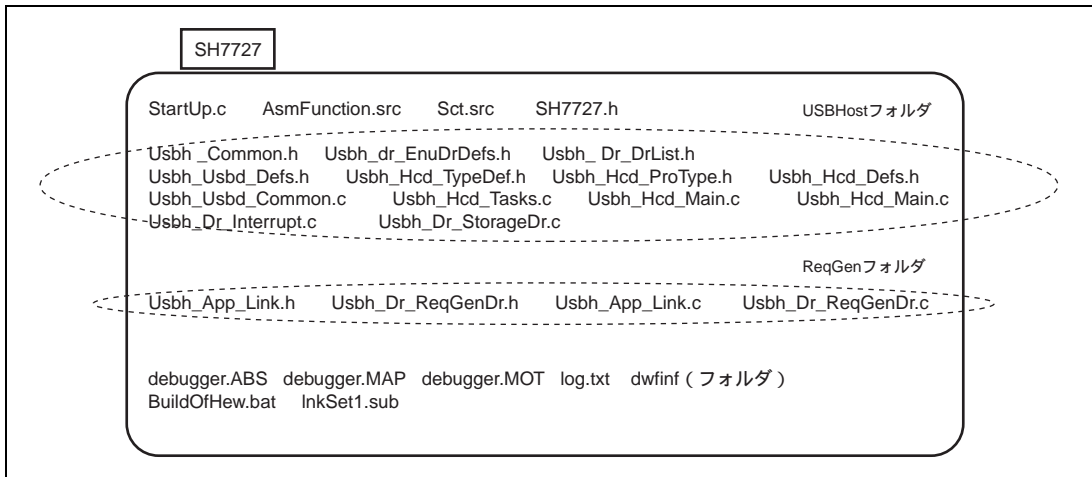 SH7727
StartUp.c AsmFunction.src Sct.src SH7727.h USBHostフォルダ
Usbh _Common.h Usbh_dr_EnuDrDefs.h Usbh_ Dr_DrList.h
Usbh_Usbd_Defs.h Usbh_Hcd_TypeDef.h Usbh_Hcd_ProType.h Usbh_Hcd_Defs.h
Usbh_Usbd_Common.c Usbh_Hcd_Tasks.c Usbh_Hcd_Main.c Usbh_Hcd_Main.c
Usbh_Dr_Interrupt.c Usbh_Dr_StorageDr.c
ReqGenフォルダ
Usbh_App_Link.h Usbh_Dr_ReqGenDr.h Usbh_App_Link.c Usbh_Dr_ReqGenDr.c
debugger.ABS debugger.MAP debugger.MOT log.txt dwfinf ( フォルダ )
BuildOfHew.bat lnkSet1.sub